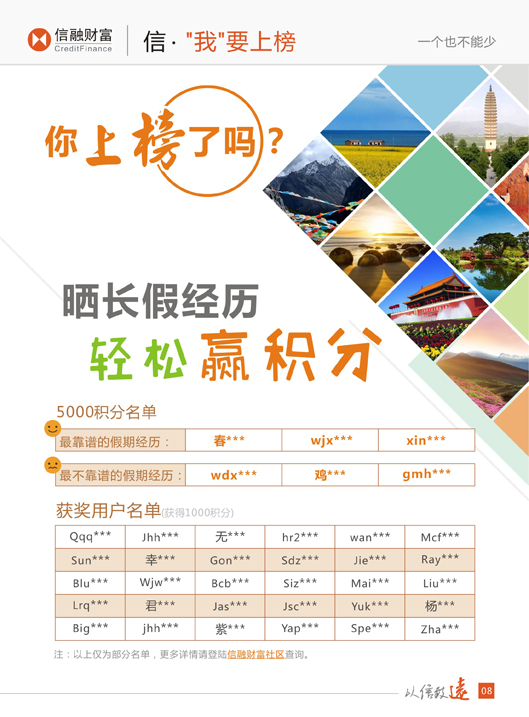 信融财富
CreditFinance
信·"我"要上榜
一个也不能少
你上榜了吗？
晒长假经历
轻松赢积分
5000积分名单
最靠谱的假期经历： 春*** wjx*** xin***
最不靠谱的假期经历： wdx*** 鸡*** gmh***
获奖用户名单(获得1000积分)
Qqq*** Jhh*** 无*** hr2*** wan*** Mcf***
Sun*** 幸*** Gon*** Sdz*** Jie*** Ray***
Blu*** Wjw*** Bcb*** Siz*** Mai*** Liu***
Lrq*** 君*** Jas*** Jsc*** Yuk*** 杨***
Big*** jhh*** 紫*** Yap*** Spe*** Zha***
注：以上仅为部分名单，更多详情请登陆信融财富社区查询。
以信致远 08